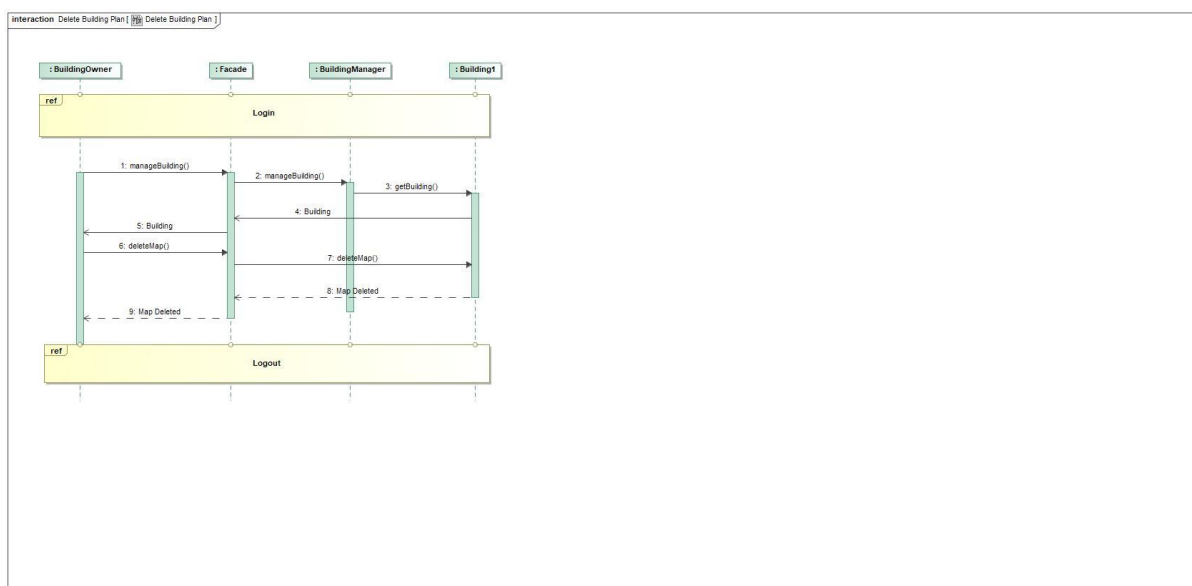 interaction Delete Building Plan [ Delete Building Plan ]
: BuildingOwner
: Facade
: BuildingManager
: Building1
ref
Login
1: manageBuilding()
2: manageBuilding()
3: getBuilding()
4: Building
5: Building
6: deleteMap()
7: deleteMap()
8: Map Deleted
9: Map Deleted
ref
Logout